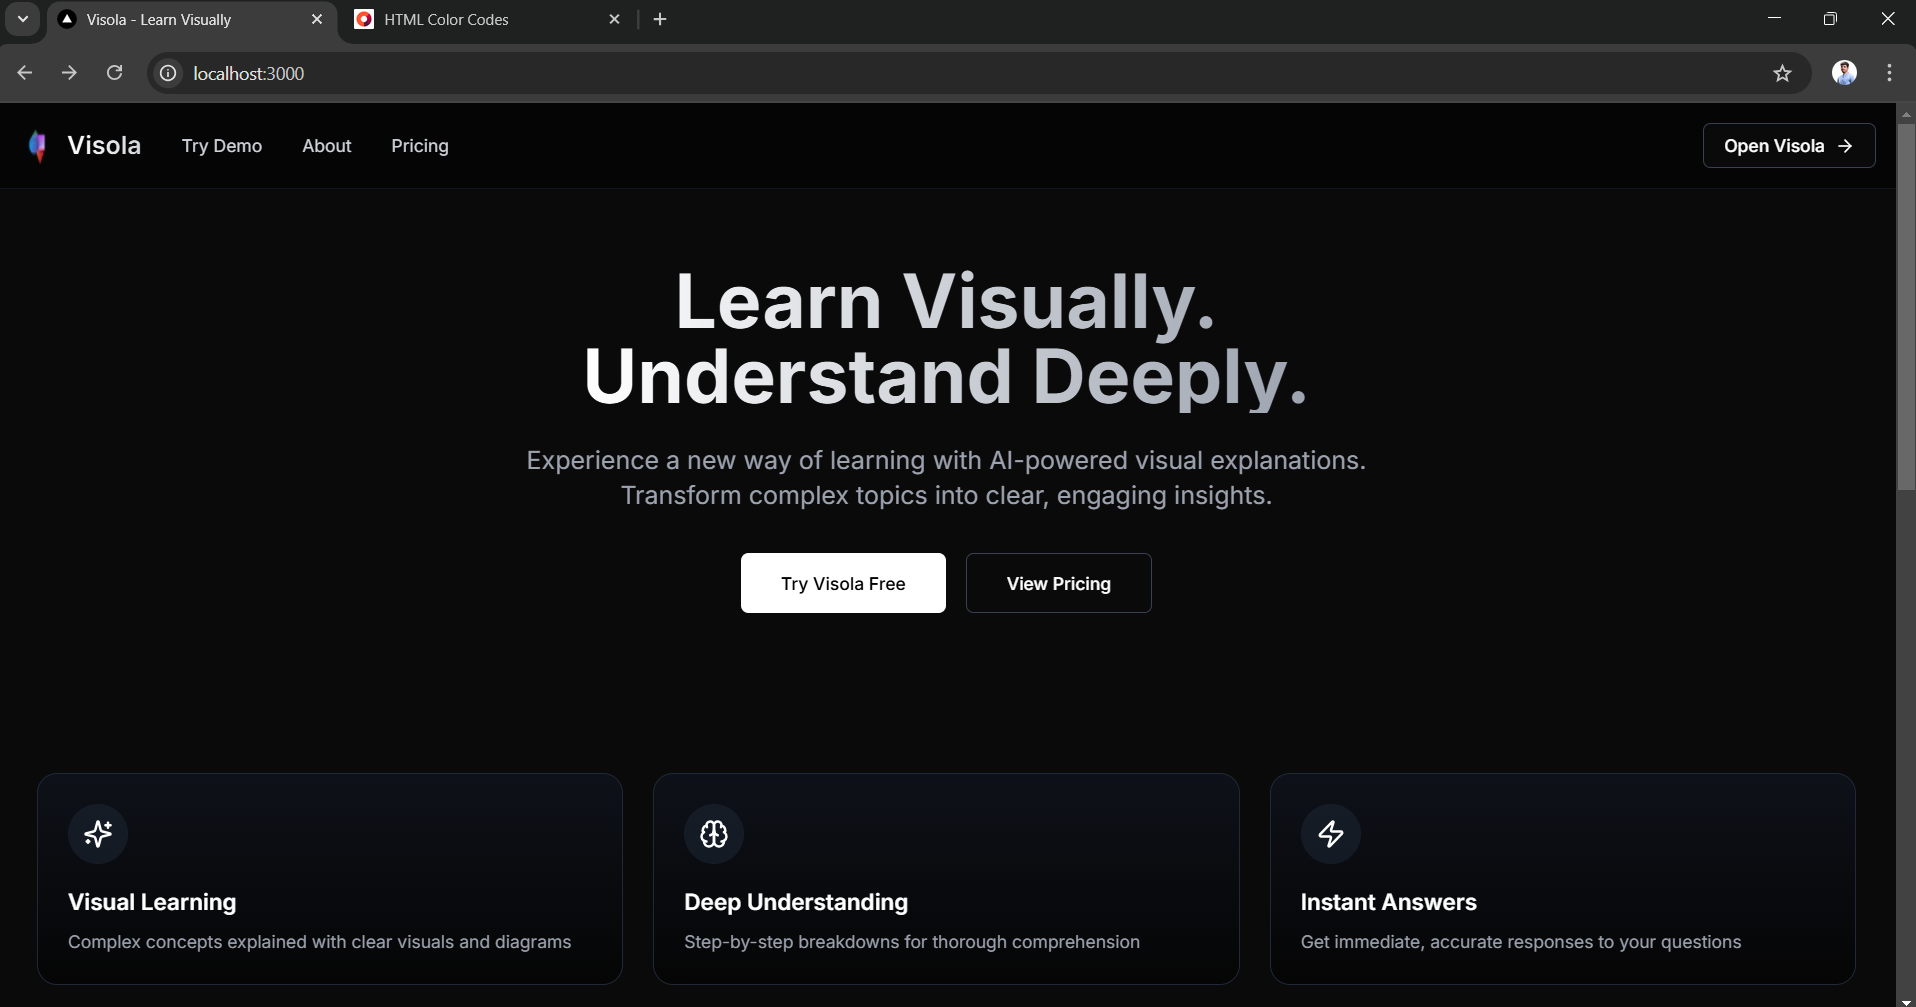 Visola - Learn Visually
HTML Color Codes
localhost:3000
Visola
Try Demo
About
Pricing
Open Visola
Learn Visually.
Understand Deeply.
Experience a new way of learning with AI-powered visual explanations.
Transform complex topics into clear, engaging insights.
Try Visola Free
View Pricing
Visual Learning
Complex concepts explained with clear visuals and diagrams
Deep Understanding
Step-by-step breakdowns for thorough comprehension
Instant Answers
Get immediate, accurate responses to your questions